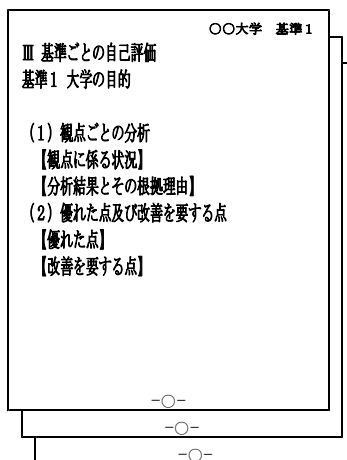 ○○大学　基準１
Ⅲ 基準ごとの自己評価
基準１ 大学の目的
（１）観点ごとの分析
【観点に係る状況】
【分析結果とその根拠理由】
（２）優れた点及び改善を要する点
【優れた点】
【改善を要する点】
－○－
－○－
－○－